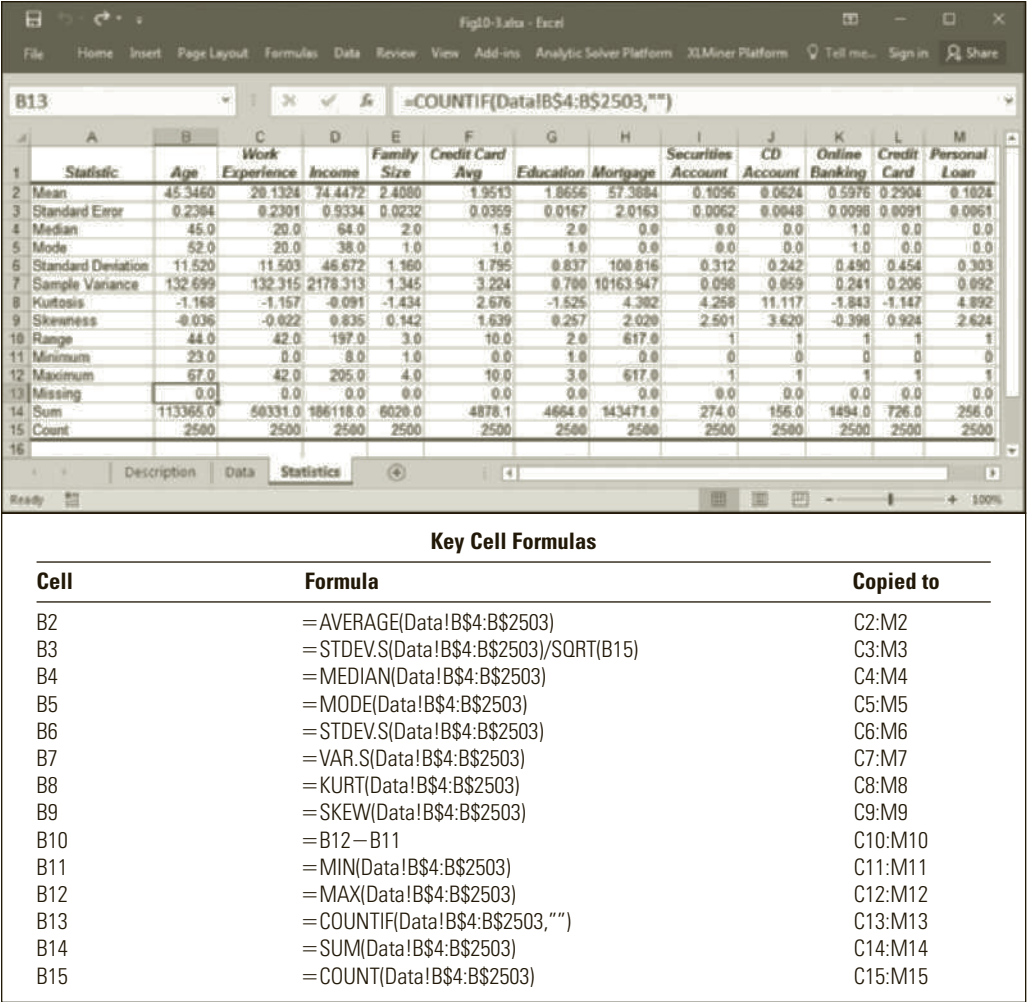 Fig10-3.xlsx - Excel
File Home Insert Page Layout Formulas Data Review View Add-ins Analytic Solver Platform XLMiner Platform Tell me... Sign in Share
B13 fx =COUNTIF(Data!B$4:B$2503,"")
A B C D E F G H I J K L M
1 Statistic Age Work Experience Income Family Size Credit Card Avg Education Mortgage Securities Account CD Account Online Banking Credit Card Personal Loan
2 Mean 45.3460 20.1324 74.4472 2.4080 1.9513 1.8656 57.3884 0.1096 0.0624 0.5976 0.2904 0.1024
3 Standard Error 0.2304 0.2301 0.9334 0.0232 0.0359 0.0167 2.0163 0.0062 0.0048 0.0098 0.0091 0.0061
4 Median 45.0 20.0 64.0 2.0 1.5 2.0 0.0 0.0 0.0 1.0 0.0 0.0
5 Mode 52.0 20.0 38.0 1.0 1.0 1.0 0.0 0.0 0.0 1.0 0.0 0.0
6 Standard Deviation 11.520 11.503 46.672 1.160 1.795 0.837 100.816 0.312 0.242 0.490 0.454 0.303
7 Sample Variance 132.699 132.315 2178.313 1.345 3.224 0.700 10163.947 0.098 0.059 0.241 0.206 0.092
8 Kurtosis -1.168 -1.157 -0.091 -1.434 2.676 -1.525 4.302 4.258 11.117 -1.843 -1.147 4.892
9 Skewness -0.036 -0.022 0.835 0.142 1.639 0.257 2.020 2.501 3.620 -0.398 0.924 2.624
10 Range 44.0 42.0 197.0 3.0 10.0 2.0 617.0 1 1 1 1 1
11 Minimum 23.0 0.0 8.0 1.0 0.0 1.0 0.0 0 0 0 0 0
12 Maximum 67.0 42.0 205.0 4.0 10.0 3.0 617.0 1 1 1 1 1
13 Missing 0.0 0.0 0.0 0.0 0.0 0.0 0.0 0.0 0.0 0.0 0.0 0.0
14 Sum 113365.0 50331.0 186118.0 6020.0 4878.1 4664.0 143471.0 274.0 156.0 1494.0 726.0 256.0
15 Count 2500 2500 2500 2500 2500 2500 2500 2500 2500 2500 2500 2500
16
Description Data Statistics
Ready 100%
Key Cell Formulas
Cell Formula Copied to
B2 =AVERAGE(Data!B$4:B$2503) C2:M2
B3 =STDEV.S(Data!B$4:B$2503)/SQRT(B15) C3:M3
B4 =MEDIAN(Data!B$4:B$2503) C4:M4
B5 =MODE(Data!B$4:B$2503) C5:M5
B6 =STDEV.S(Data!B$4:B$2503) C6:M6
B7 =VAR.S(Data!B$4:B$2503) C7:M7
B8 =KURT(Data!B$4:B$2503) C8:M8
B9 =SKEW(Data!B$4:B$2503) C9:M9
B10 =B12−B11 C10:M10
B11 =MIN(Data!B$4:B$2503) C11:M11
B12 =MAX(Data!B$4:B$2503) C12:M12
B13 =COUNTIF(Data!B$4:B$2503,"") C13:M13
B14 =SUM(Data!B$4:B$2503) C14:M14
B15 =COUNT(Data!B$4:B$2503) C15:M15